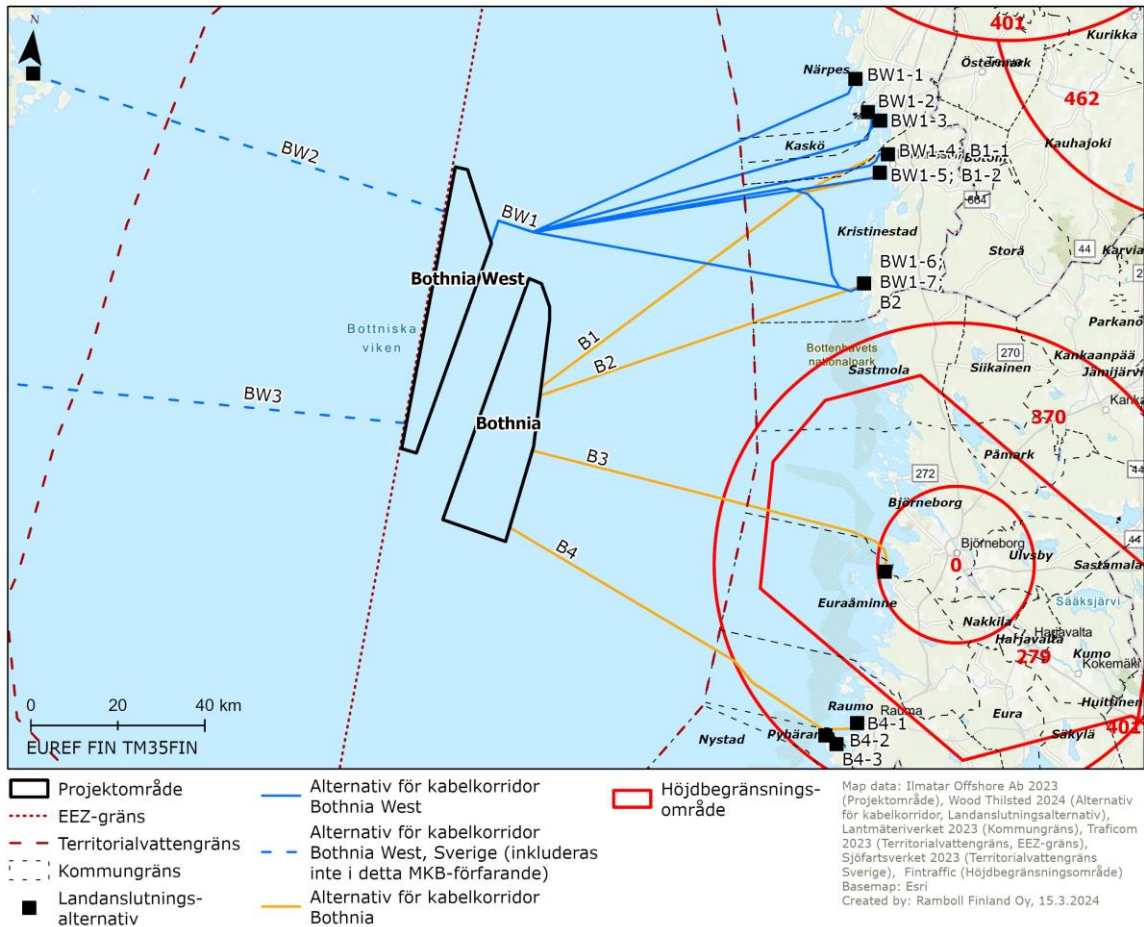 N
401
Kurikka
Östermark
Närpes
BW1-1
462
BW1-2
BW1-3
Kaskö
Kauhajoki
BW2
BW1-4; B1-1
BW1-5; B1-2
BW1
664
Kristinestad
Storå
44
Karvia
Bothnia West
BW1-6;
BW1-7;
B2
Bottniska
viken
B1
B2
Parkano
Bottenhavets
nationalpark
270
Kankaanpää
Sastmola
Siikainen
Jämijärvi
BW3
370
Bothnia
B3
Påmark
272
44
Björneborg
Björneborg
Ulvsby
0
Sastamala
B4
Euraåminne
Sääksjärvi
Nakkila
Harjavalta
Harjavalta
279
Kumo
Kokemäki
0 20 40 km
Raumo
Rauma
Huittinen
Eura
401
B4-1
Nystad
B4-2
Säkylä
B4-3
EUREF FIN TM35FIN
Projektområde
EEZ-gräns
Territorialvattengräns
Kommungräns
Landanslutnings-
alternativ
Alternativ för kabelkorridor
Bothnia West
Alternativ för kabelkorridor
Bothnia West, Sverige (inkluderas
inte i detta MKB-förfarande)
Alternativ för kabelkorridor
Bothnia
Höjdbegränsnings-
område
Map data: Ilmatar Offshore Ab 2023
(Projektområde), Wood Thilsted 2024 (Alternativ
för kabelkorridor, Landanslutningsalternativ),
Lantmäteriverket 2023 (Kommungräns), Traficom
2023 (Territorialvattengräns, EEZ-gräns),
Sjöfartsverket 2023 (Territorialvattengräns
Sverige), Fintraffic (Höjdbegränsningsområde)
Basemap: Esri
Created by: Ramboll Finland Oy, 15.3.2024